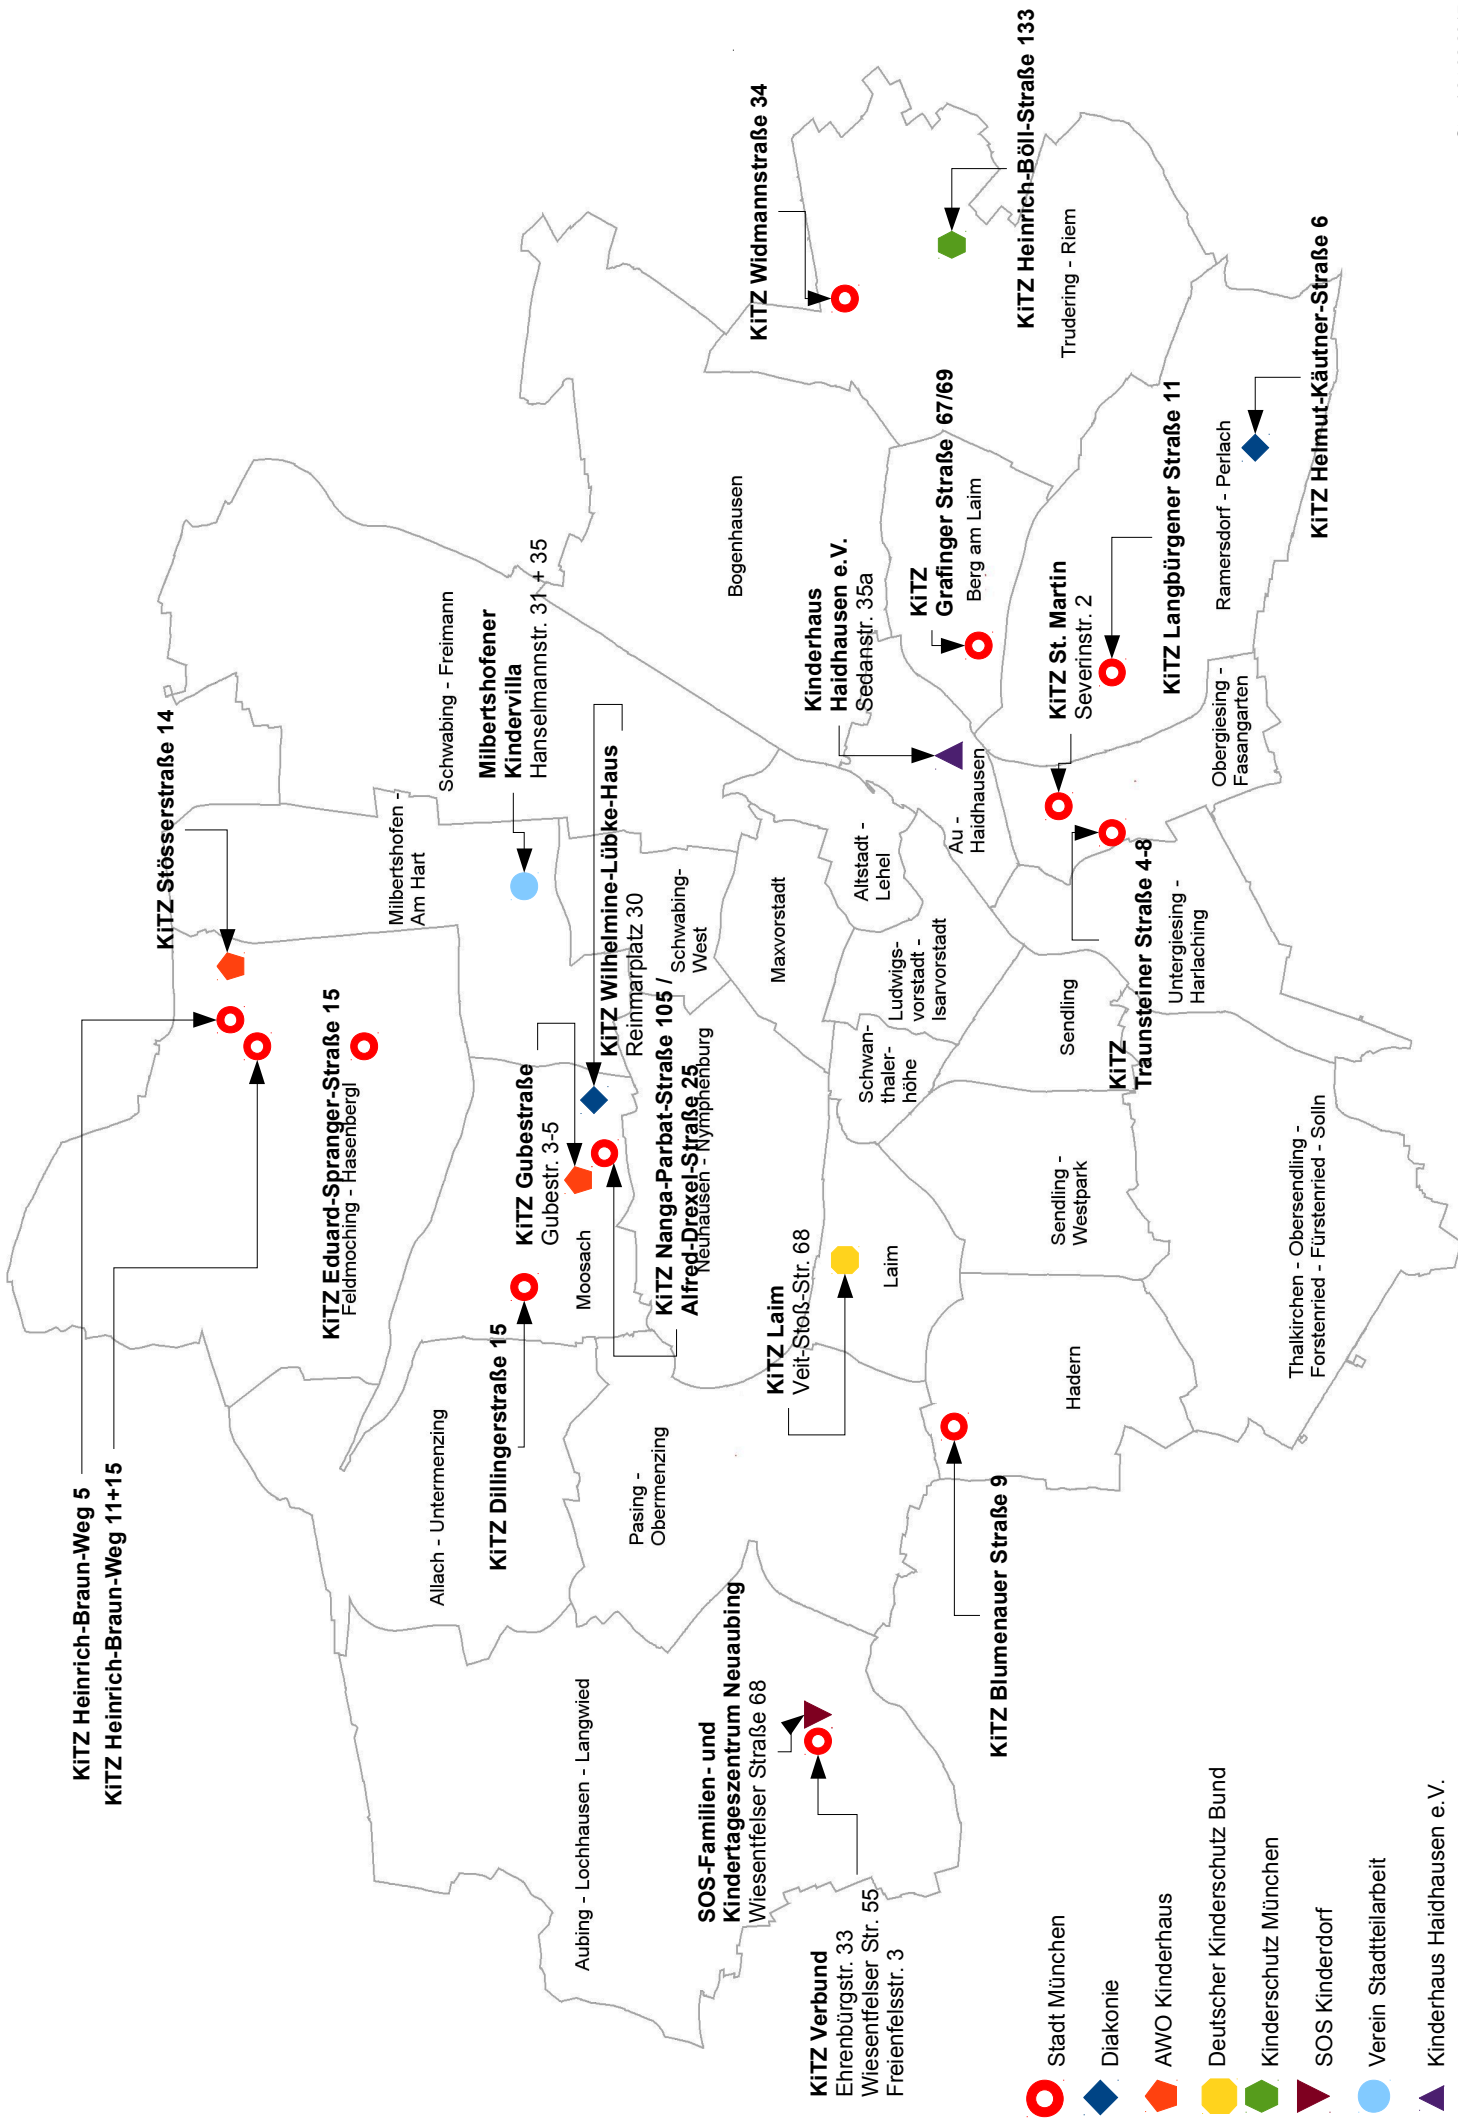 KiTZ Heinrich-Braun-Weg 5
KiTZ Heinrich-Braun-Weg 11+15
KiTZ Stösserstraße 14
KiTZ Eduard-Spranger-Straße 15
Feldmoching - Hasenbergl
Milbertshofen -
Am Hart
Schwabing - Freimann
Milbertshofener
Kindervilla
Hanselmannstr. 31 + 35
Allach - Untermenzing
KiTZ Dillingerstraße 15
KiTZ Gubestraße
Gubestr. 3-5
Moosach
KiTZ Wilhelmine-Lübke-Haus
Reinmarplatz 30
KiTZ Nanga-Parbat-Straße 105 /
Alfred-Drexel-Straße 25
Neuhausen - Nymphenburg
Schwabing-
West
Aubing - Lochhausen - Langwied
Pasing -
Obermenzing
SOS-Familien- und
Kindertageszentrum Neuaubing
Wiesentfelser Straße 68
KiTZ Verbund
Ehrenbürgstr. 33
Wiesentfelser Str. 55
Freienfelsstr. 3
KiTZ Laim
Veit-Stoß-Str. 68
Laim
Maxvorstadt
Altstadt -
Lehel
Ludwigs-
vorstadt -
Isarvorstadt
Schwan-
thaler-
höhe
Bogenhausen
KiTZ Widmannstraße 34
KiTZ Heinrich-Böll-Straße 133
Trudering - Riem
Kinderhaus
Haidhausen e.V.
Sedanstr. 35a
Au -
Haidhausen
KiTZ
Grafinger Straße 67/69
Berg am Laim
KiTZ St. Martin
Severinstr. 2
KiTZ Langbürgener Straße 11
Ramersdorf - Perlach
KiTZ Helmut-Käutner-Straße 6
Obergiesing -
Fasangarten
KiTZ
Traunsteiner Straße 4-8
Untergiesing -
Harlaching
Sendling
Sendling -
Westpark
Hadern
KiTZ Blumenauer Straße 9
Thalkirchen - Obersendling -
Forstenried - Fürstenried - Solln
Stadt München
Diakonie
AWO Kinderhaus
Deutscher Kinderschutz Bund
Kinderschutz München
SOS Kinderdorf
Verein Stadtteilarbeit
Kinderhaus Haidhausen e.V.